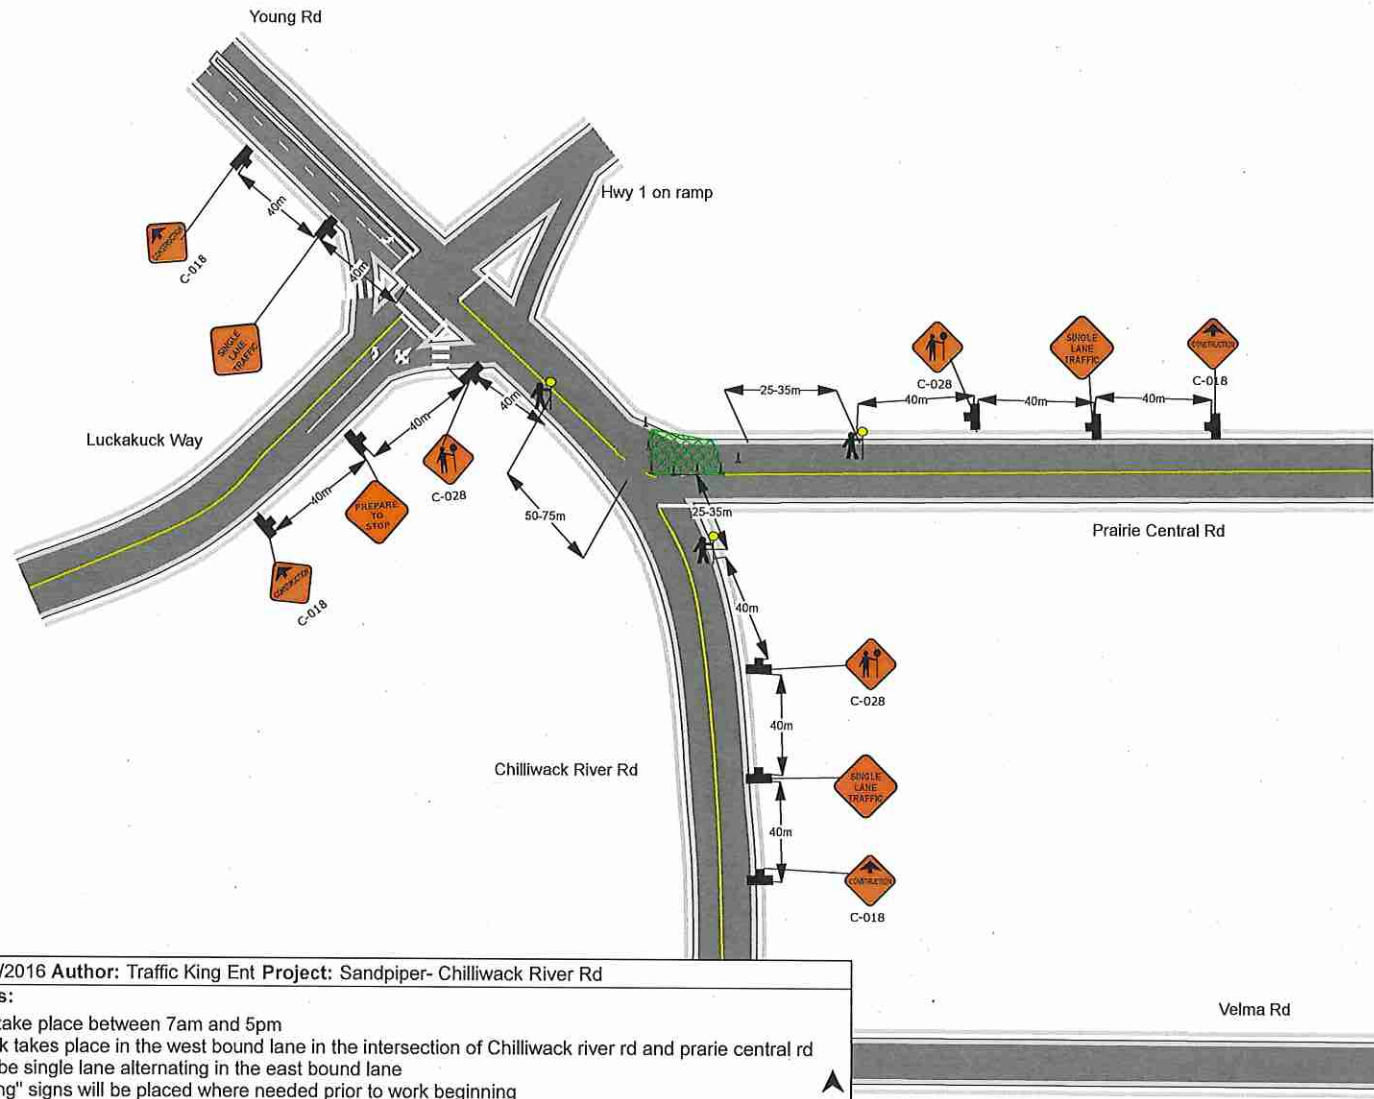 Young Rd
Hwy 1 on ramp
40m
CONSTRUCTION
C-018
40m
SINGLE
LANE
TRAFFIC
C-028
SINGLE
LANE
TRAFFIC
CONSTRUCTION
C-018
25-35m
40m
40m
40m
40m
40m
Luckakuck Way
C-028
40m
PREPARE
TO
STOP
50-75m
25-35m
Prairie Central Rd
CONSTRUCTION
C-018
40m
C-028
40m
Chilliwack River Rd
SINGLE
LANE
TRAFFIC
40m
CONSTRUCTION
C-018
/2016 Author: Traffic King Ent Project: Sandpiper- Chilliwack River Rd
s:
take place between 7am and 5pm
k takes place in the west bound lane in the intersection of Chilliwack river rd and prarie central rd
be single lane alternating in the east bound lane
ng" signs will be placed where needed prior to work beginning
Velma Rd